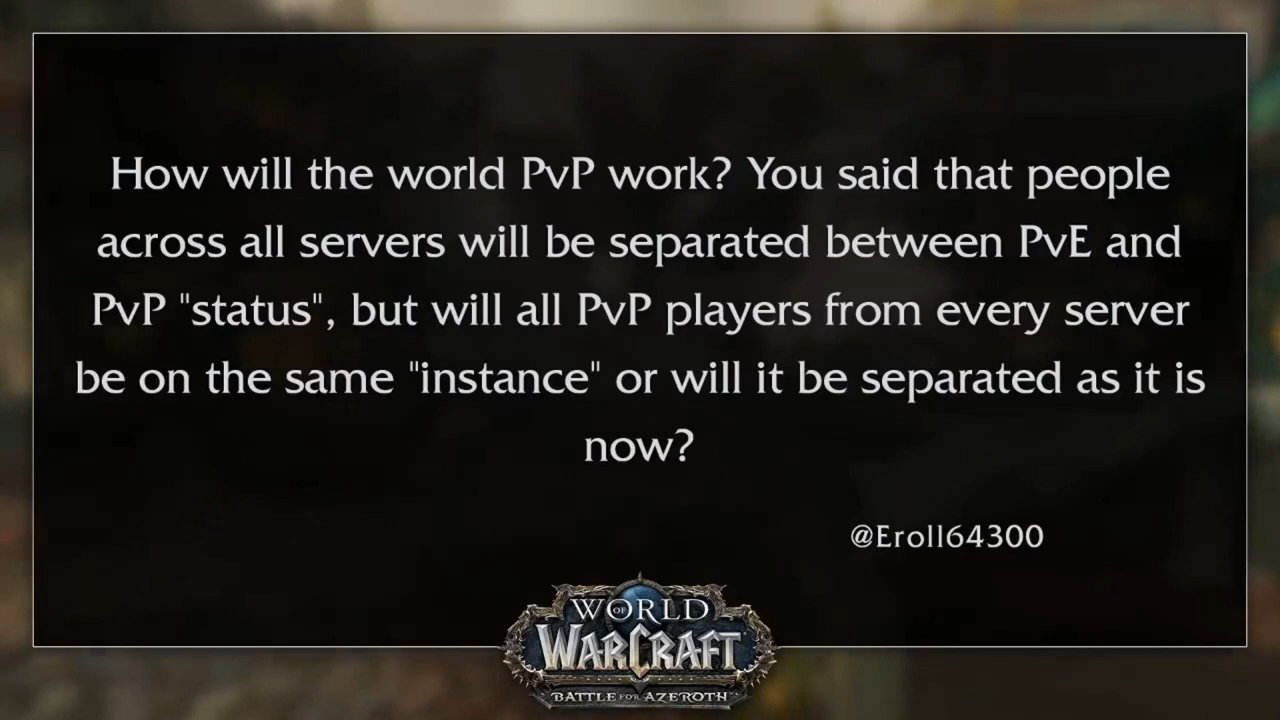 How will the world PvP work? You said that people
across all servers will be separated between PvE and
PvP "status", but will all PvP players from every server
be on the same "instance" or will it be separated as it is
now?
@Eroll64300
WORLD
OF
WARCRAFT
BATTLE FOR AZEROTH